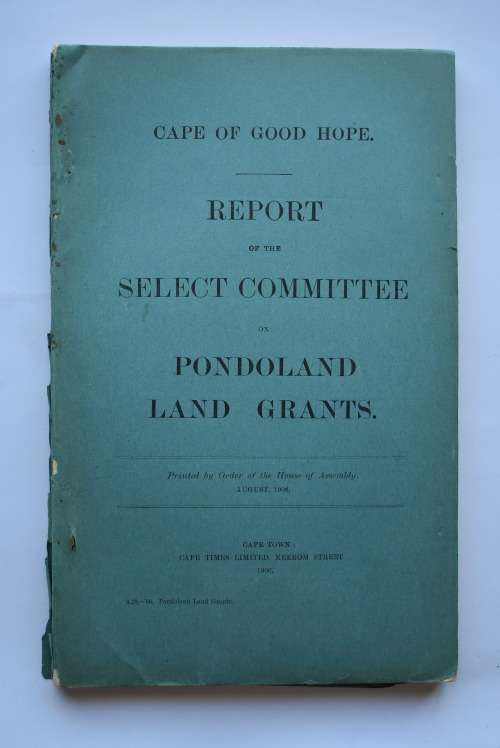 CAPE OF GOOD HOPE.
REPORT
OF THE
SELECT COMMITTEE
ON
PONDOLAND
LAND GRANTS.
Printed by Order of the House of Assembly.
AUGUST, 1906.
CAPE TOWN:
CAPE TIMES LIMITED, KEEROM STREET
1906.
Pondoland Land Grants.